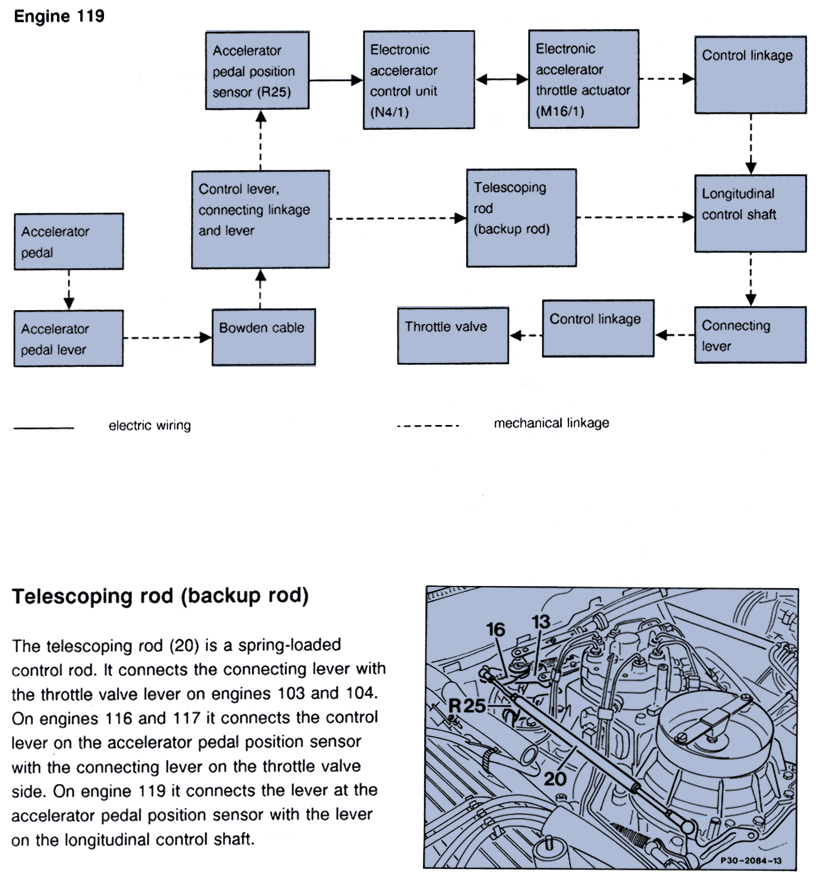 Engine 119
Accelerator
pedal position
sensor (R25)
Electronic
accelerator
control unit
(N4/1)
Electronic
accelerator
throttle actuator
(M16/1)
Control linkage
Control lever,
connecting linkage
and lever
Telescoping
rod
(backup rod)
Longitudinal
control shaft
Accelerator
pedal
Accelerator
pedal lever
Bowden cable
Throttle valve
Control linkage
Connecting
lever
electric wiring
mechanical linkage
Telescoping rod (backup rod)
The telescoping rod (20) is a spring-loaded
control rod. It connects the connecting lever with
the throttle valve lever on engines 103 and 104.
On engines 116 and 117 it connects the control
lever on the accelerator pedal position sensor
with the connecting lever on the throttle valve
side. On engine 119 it connects the lever at the
accelerator pedal position sensor with the lever
on the longitudinal control shaft.
16
13
R25
20
P30-2084-13